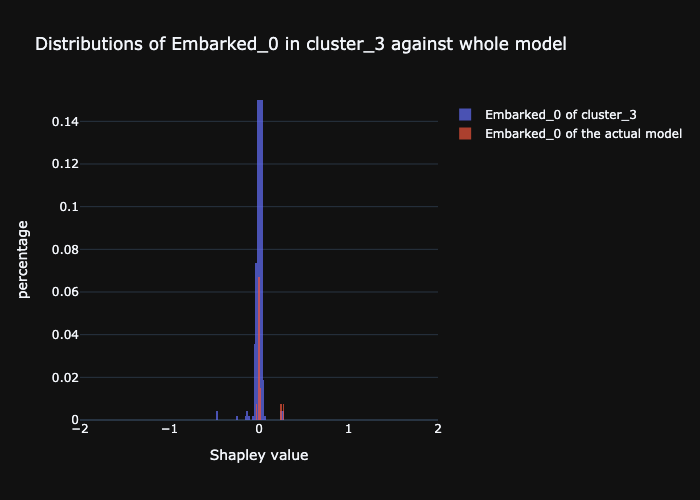 Distributions of Embarked_0 in cluster_3 against whole model
Embarked_0 of cluster_3
Embarked_0 of the actual model
percentage
0.14
0.12
0.1
0.08
0.06
0.04
0.02
0
−2
−1
0
1
2
Shapley value